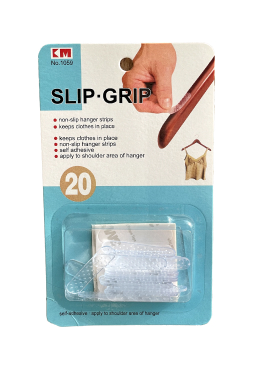 KM
No.1059
SLIP·GRIP
non-slip hanger strips
keeps clothes in place
keeps clothes in place
non-slip hanger strips
self adhesive
apply to shoulder area of hanger
20
self-adhesive · apply to shoulder area of hanger